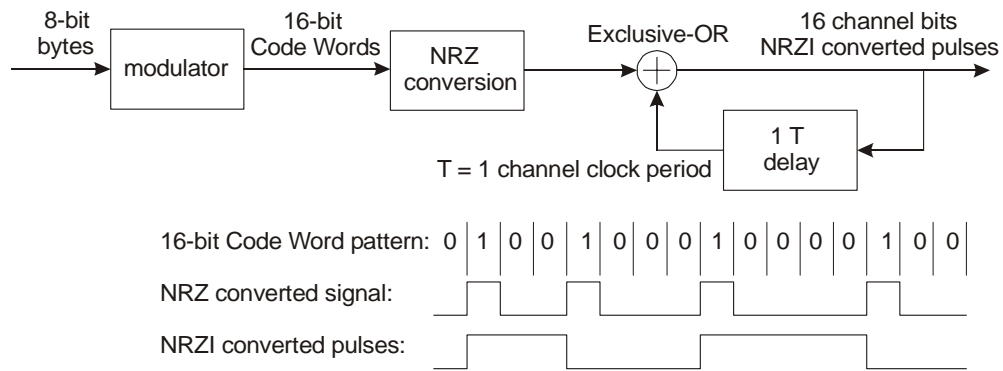 8-bit
bytes
modulator
16-bit
Code Words
NRZ
conversion
Exclusive-OR
16 channel bits
NRZI converted pulses
1 T
delay
T = 1 channel clock period
16-bit Code Word pattern: 0 1 0 0 1 0 0 0 1 0 0 0 0 1 0 0
NRZ converted signal:
NRZI converted pulses: